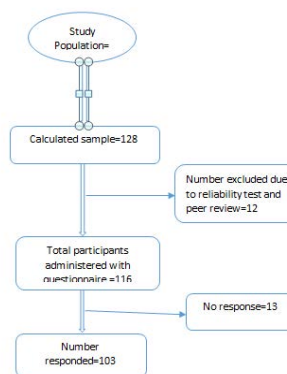 Study
Population=
Calculated sample=128
Number excluded due
to reliability test and
peer review=12
Total participants
administered with
questionnaire =116
No response=13
Number
responded=103